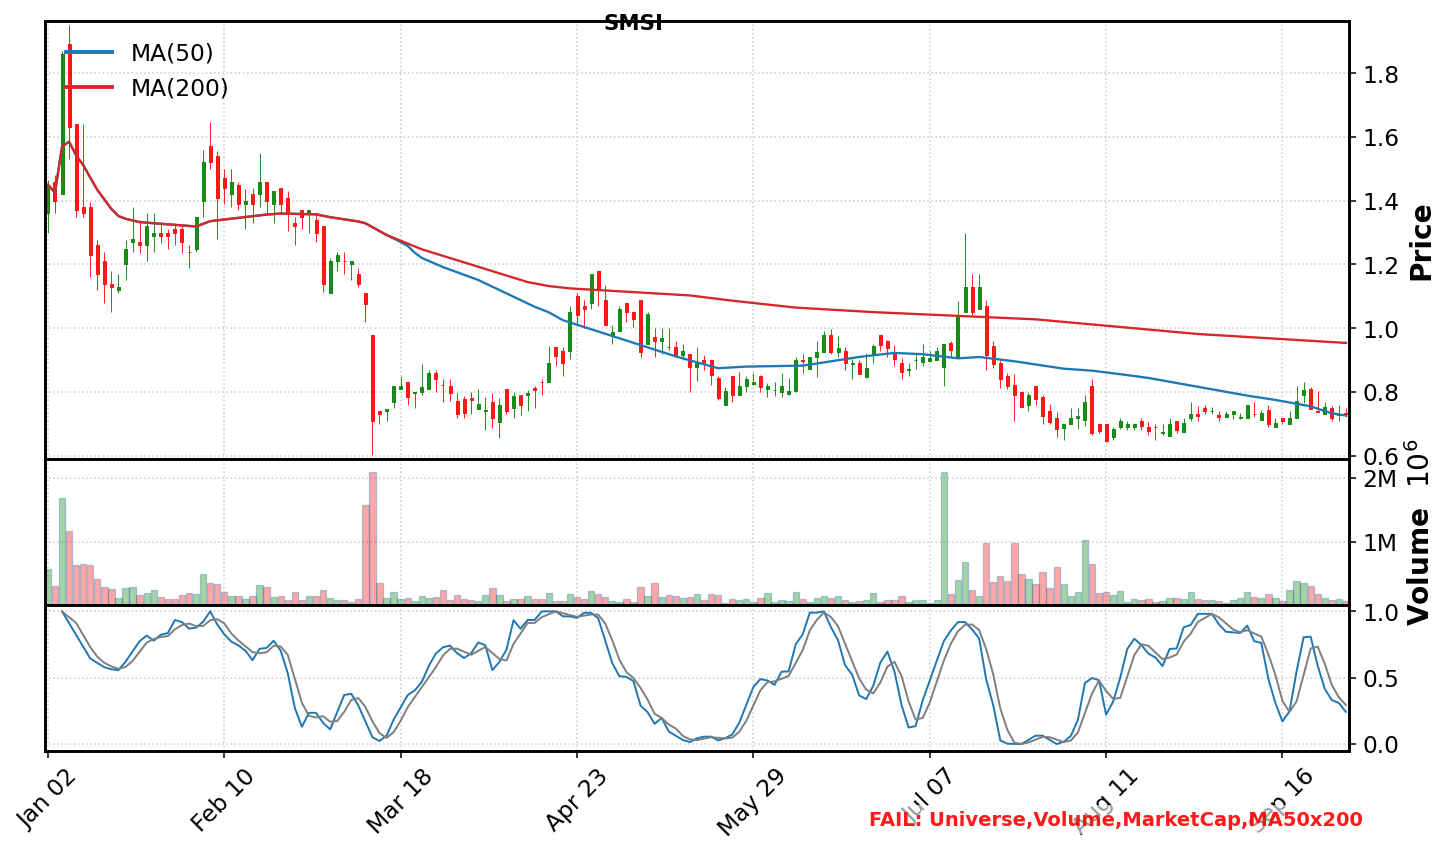 SMSI
MA(50)
MA(200)
1.8
1.6
1.4
1.2
1.0
0.8
0.6
Price
2M
1M
Volume 10^6
1.0
0.5
0.0
Jan 02
Feb 10
Mar 18
Apr 23
May 29
Jul 07
Aug 11
Sep 16
FAIL: Universe,Volume,MarketCap,MA50x200